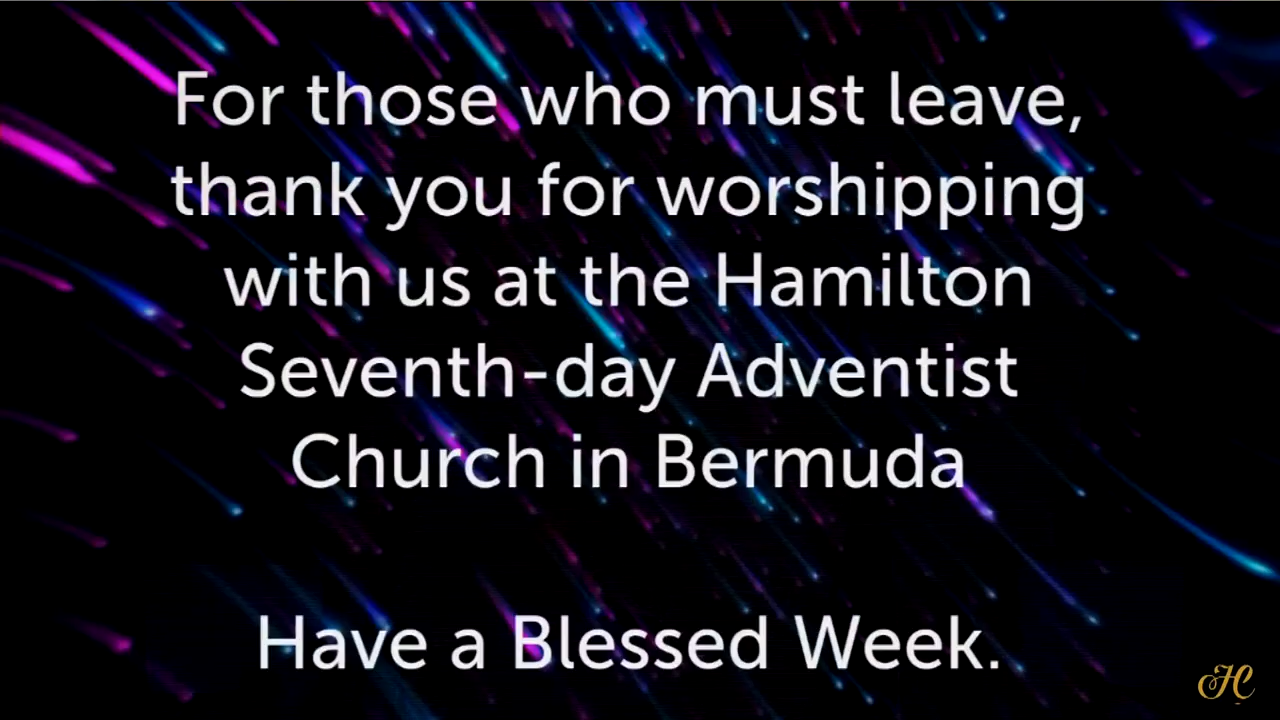 For those who must leave,
thank you for worshipping
with us at the Hamilton
Seventh-day Adventist
Church in Bermuda
Have a Blessed Week.
H